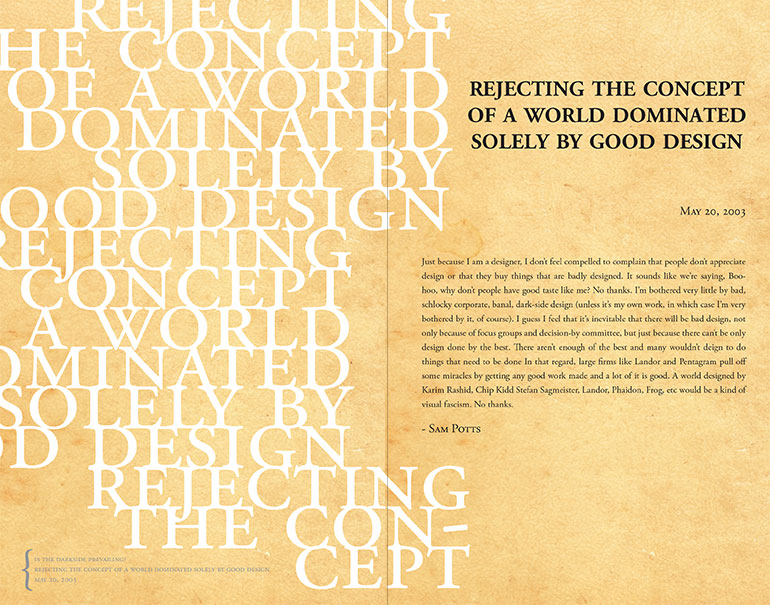 REJECTING
HE CONCEPT
OF A WORLD
DOMINATED
SOLELY BY
OOD DESIGN
REJECTING
CONCEPT
A WORLD
DOMINATED
SOLELY BY
D DESIGN
REJECTING
THE CON-
CEPT
IS THE DARKSIDE PREVAILING?
REJECTING THE CONCEPT OF A WORLD DOMINATED SOLELY BY GOOD DESIGN
20, 2003
REJECTING THE CONCEPT
OF A WORLD DOMINATED
SOLELY BY GOOD DESIGN
May 20, 2003
Just because I am a designer, I don't feel compelled to complain that people don't appreciate
design or that they buy things that are badly designed. It sounds like we're saying, Boo-
hoo, why don't people have good taste like me? No thanks. I'm bothered very little by bad,
schlocky corporate, banal, dark-side design (unless it's my own work, in which case I'm very
bothered by it, of course). I guess I feel that it's inevitable that there will be bad design, not
only because of focus groups and decision-by committee, but just because there can't be only
design done by the best. There aren't enough of the best and many wouldn't deign to do
things that need to be done In that regard, large firms like Landor and Pentagram pull off
some miracles by getting any good work made and a lot of it is good. A world designed by
Karim Rashid, Chip Kidd Stefan Sagmeister, Landor, Phaidon, Frog, etc would be a kind of
visual fascism. No thanks.
- Sam Potts